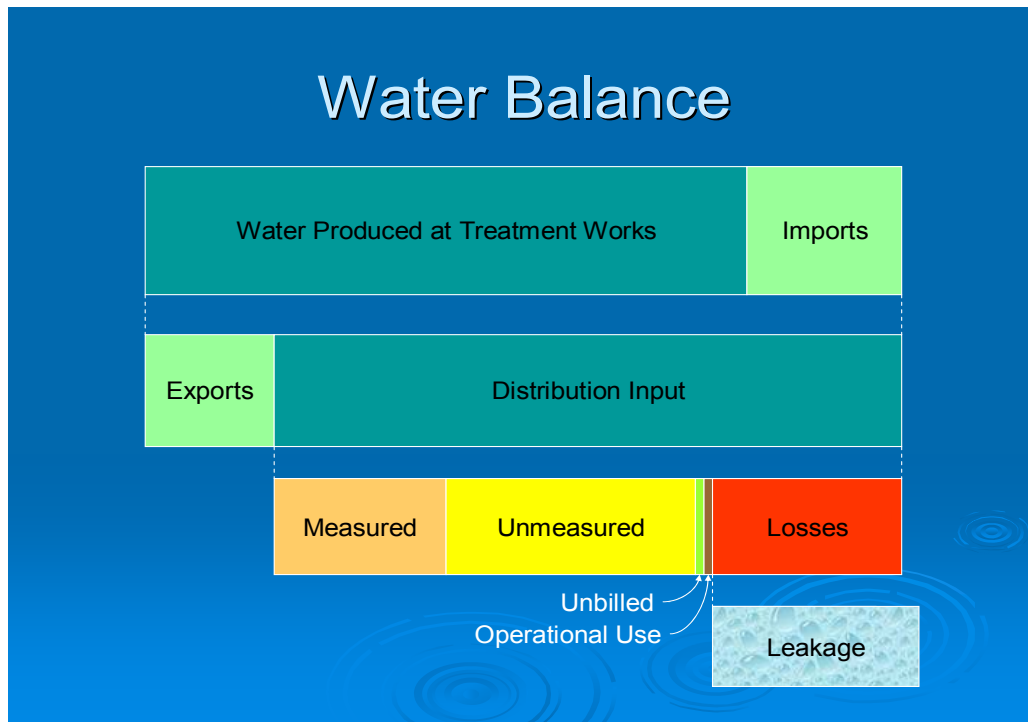 Water Balance
Water Produced at Treatment Works
Imports
Exports
Distribution Input
Measured
Unmeasured
Losses
Unbilled
Operational Use
Leakage